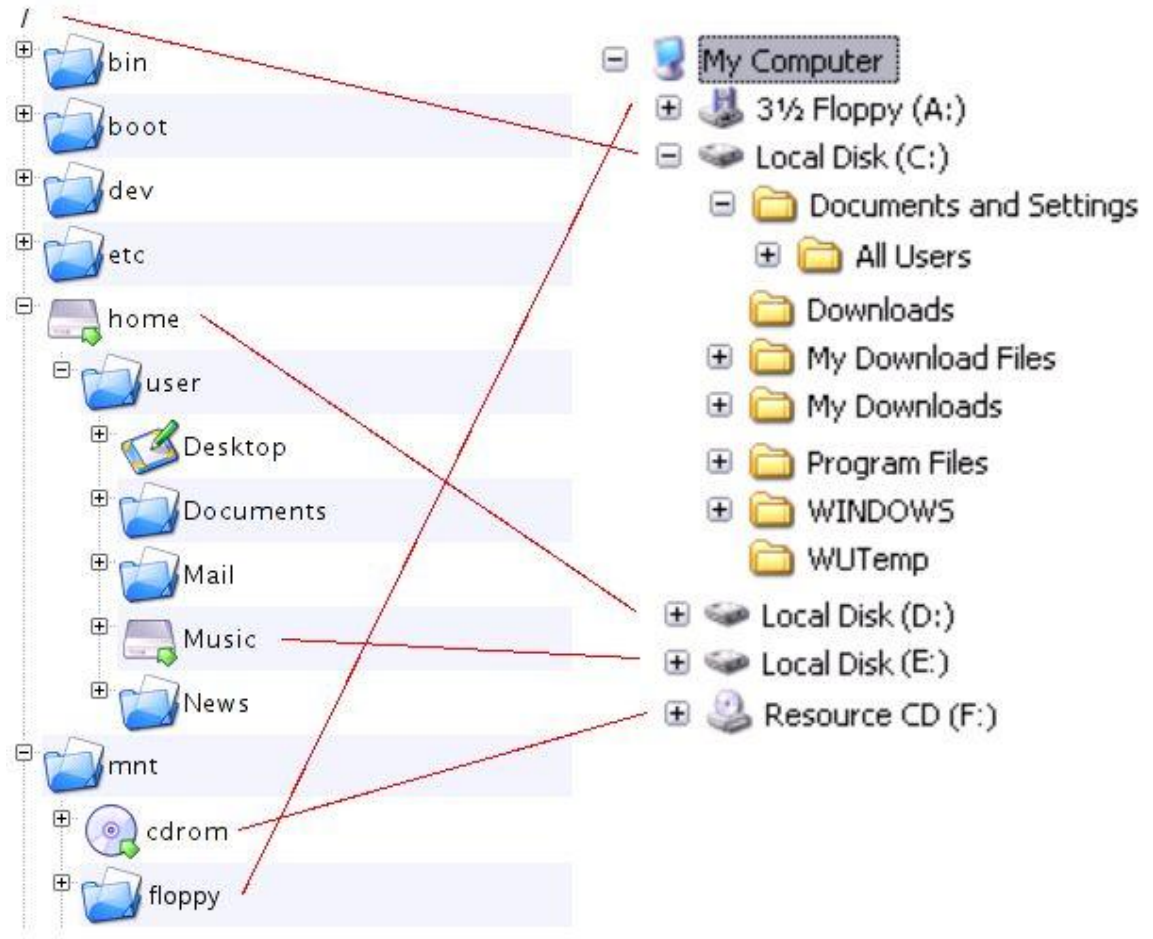 /
bin
boot
dev
etc
home
user
Desktop
Documents
Mail
Music
News
mnt
cdrom
floppy
My Computer
3½ Floppy (A:)
Local Disk (C:)
Documents and Settings
All Users
Downloads
My Download Files
My Downloads
Program Files
WINDOWS
WUTemp
Local Disk (D:)
Local Disk (E:)
Resource CD (F:)